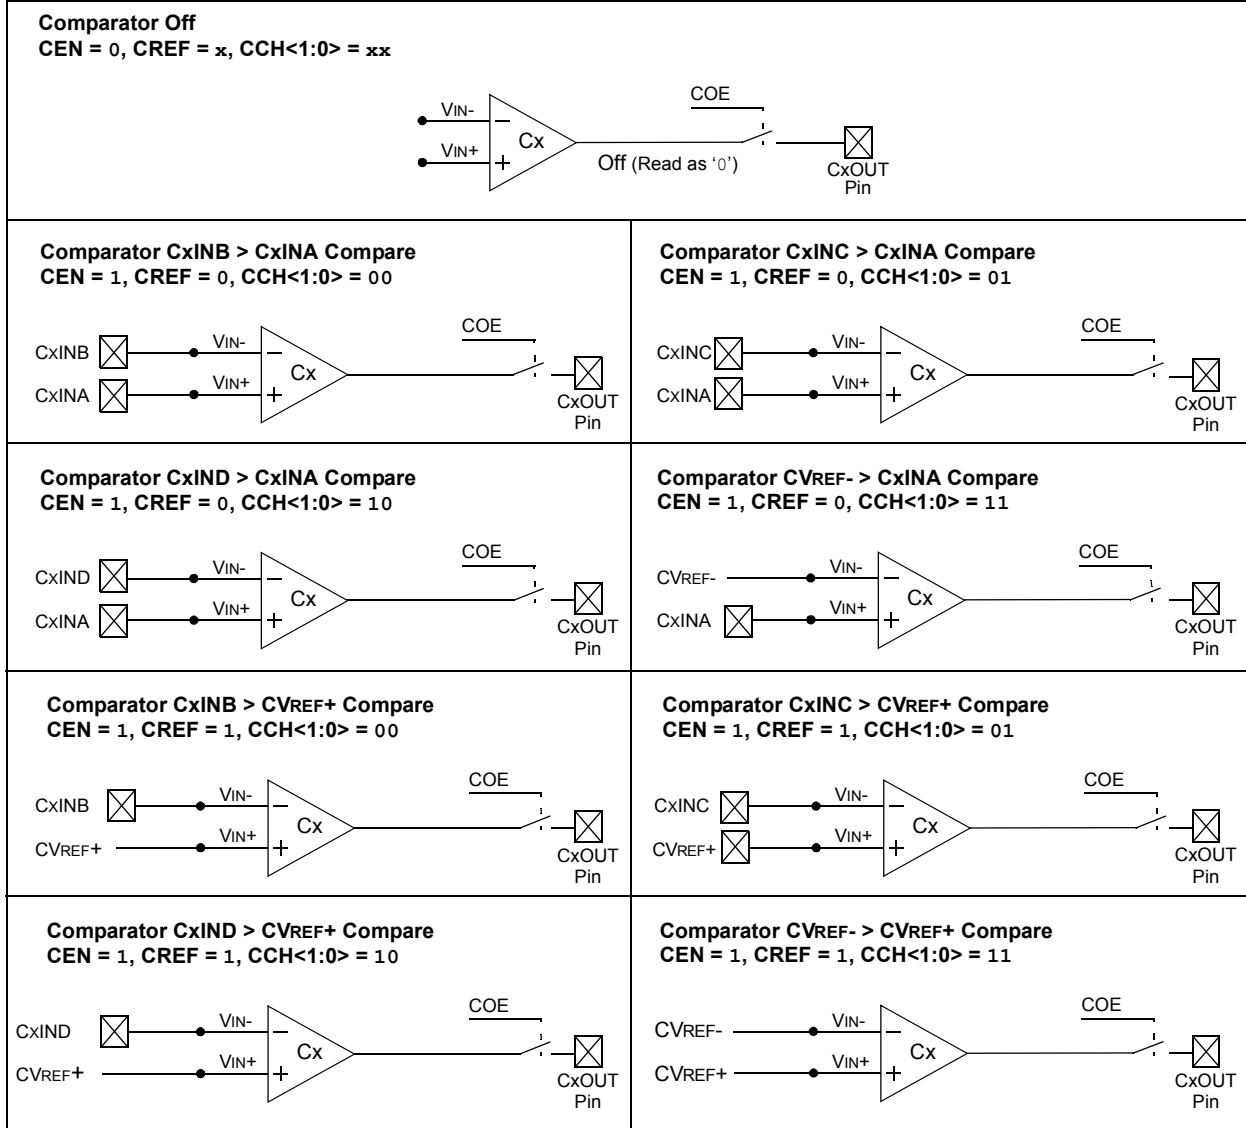 Comparator Off
CEN = 0, CREF = x, CCH<1:0> = xx
COE
VIN-
Cx
VIN+
Off (Read as ‘0’)
CxOUT
Pin
Comparator CxINB > CxINA Compare
CEN = 1, CREF = 0, CCH<1:0> = 00
COE
CxINB
VIN-
Cx
CxINA
VIN+
CxOUT
Pin
Comparator CxINC > CxINA Compare
CEN = 1, CREF = 0, CCH<1:0> = 01
COE
CxINC
VIN-
Cx
CxINA
VIN+
CxOUT
Pin
Comparator CxIND > CxINA Compare
CEN = 1, CREF = 0, CCH<1:0> = 10
COE
CxIND
VIN-
Cx
CxINA
VIN+
CxOUT
Pin
Comparator CVREF- > CxINA Compare
CEN = 1, CREF = 0, CCH<1:0> = 11
COE
CVREF-
VIN-
Cx
CxINA
VIN+
CxOUT
Pin
Comparator CxINB > CVREF+ Compare
CEN = 1, CREF = 1, CCH<1:0> = 00
COE
CxINB
VIN-
Cx
CVREF+
VIN+
CxOUT
Pin
Comparator CxINC > CVREF+ Compare
CEN = 1, CREF = 1, CCH<1:0> = 01
COE
CxINC
VIN-
Cx
CVREF+
VIN+
CxOUT
Pin
Comparator CxIND > CVREF+ Compare
CEN = 1, CREF = 1, CCH<1:0> = 10
COE
CxIND
VIN-
Cx
CVREF+
VIN+
CxOUT
Pin
Comparator CVREF- > CVREF+ Compare
CEN = 1, CREF = 1, CCH<1:0> = 11
COE
CVREF-
VIN-
Cx
CVREF+
VIN+
CxOUT
Pin